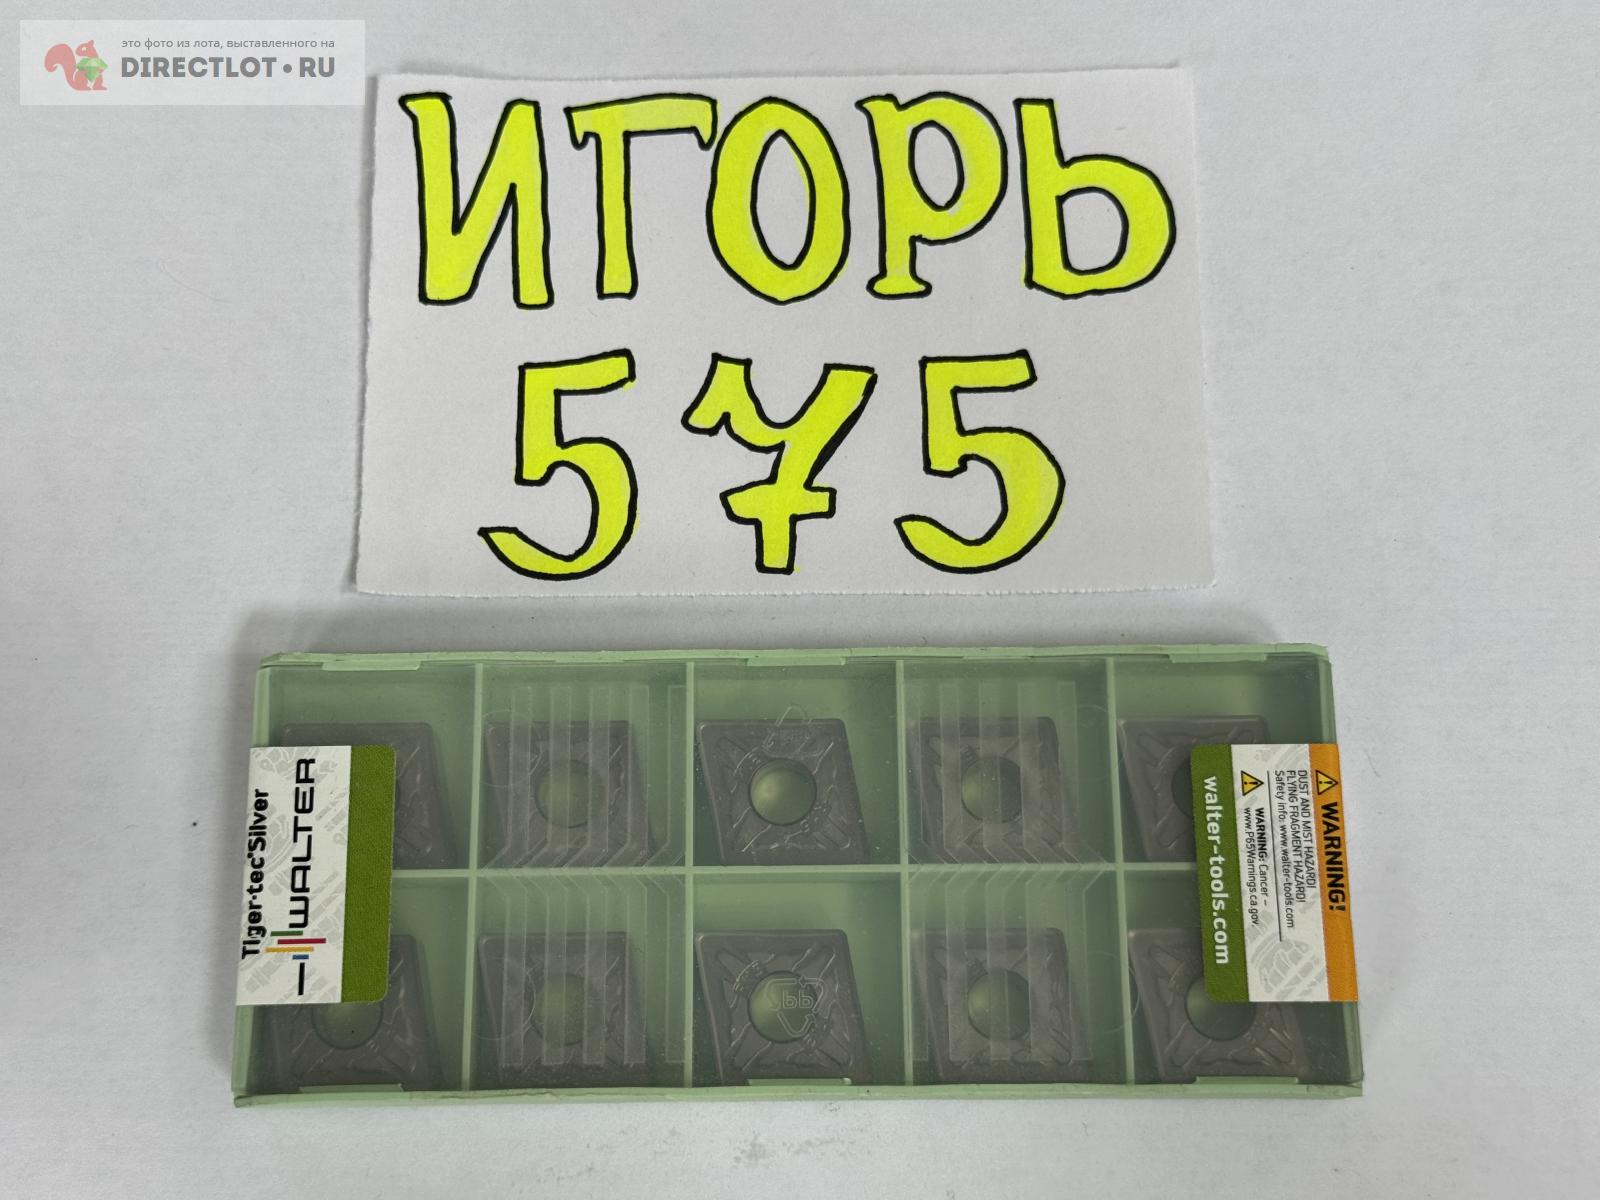 это фото из лота, выставленного на
DIRECTLOT•RU
ИГОРЬ
575
Tiger·tec®Silver
WALTER
WARNING!
DUST AND MIST HAZARD!
FLYING FRAGMENT HAZARD!
Safety info: www.walter-tools.com
WARNING: Cancer –
www.P65Warnings.ca.gov
walter-tools.com
PP